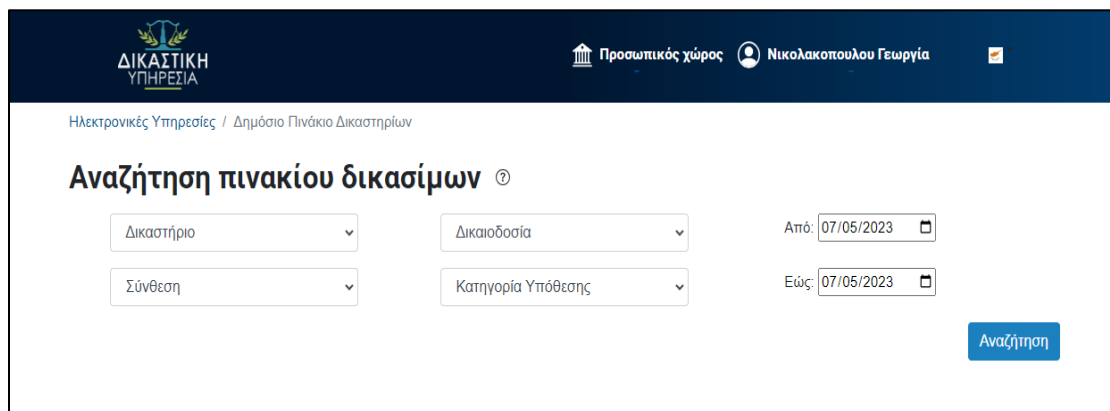 ΔΙΚΑΣΤΙΚΗ
ΥΠΗΡΕΣΙΑ
Προσωπικός χώρος Νικολακοπουλου Γεωργία
Ηλεκτρονικές Υπηρεσίες / Δημόσιο Πινάκιο Δικαστηρίων
Αναζήτηση πινακίου δικασίμων ?
Δικαστήριο Δικαιοδοσία Από: 07/05/2023
Σύνθεση Κατηγορία Υπόθεσης Εώς: 07/05/2023
Αναζήτηση